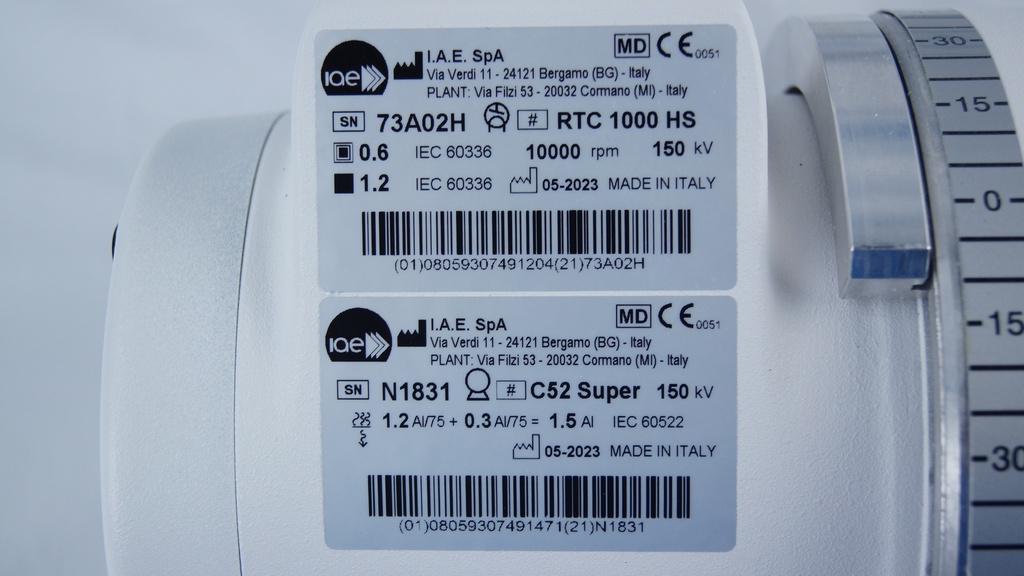 iae
I.A.E. SpA
MD CE 0051
Via Verdi 11 - 24121 Bergamo (BG) - Italy
PLANT: Via Filzi 53 - 20032 Cormano (MI) - Italy
SN 73A02H # RTC 1000 HS
0.6 IEC 60336 10000 rpm 150 kV
1.2 IEC 60336 05-2023 MADE IN ITALY
(01)08059307491204(21)73A02H
iae
I.A.E. SpA
MD CE 0051
Via Verdi 11 - 24121 Bergamo (BG) - Italy
PLANT: Via Filzi 53 - 20032 Cormano (MI) - Italy
SN N1831 # C52 Super 150 kV
1.2 Al/75 + 0.3 Al/75 = 1.5 Al IEC 60522
05-2023 MADE IN ITALY
(01)08059307491471(21)N1831
30
15
0
15
30